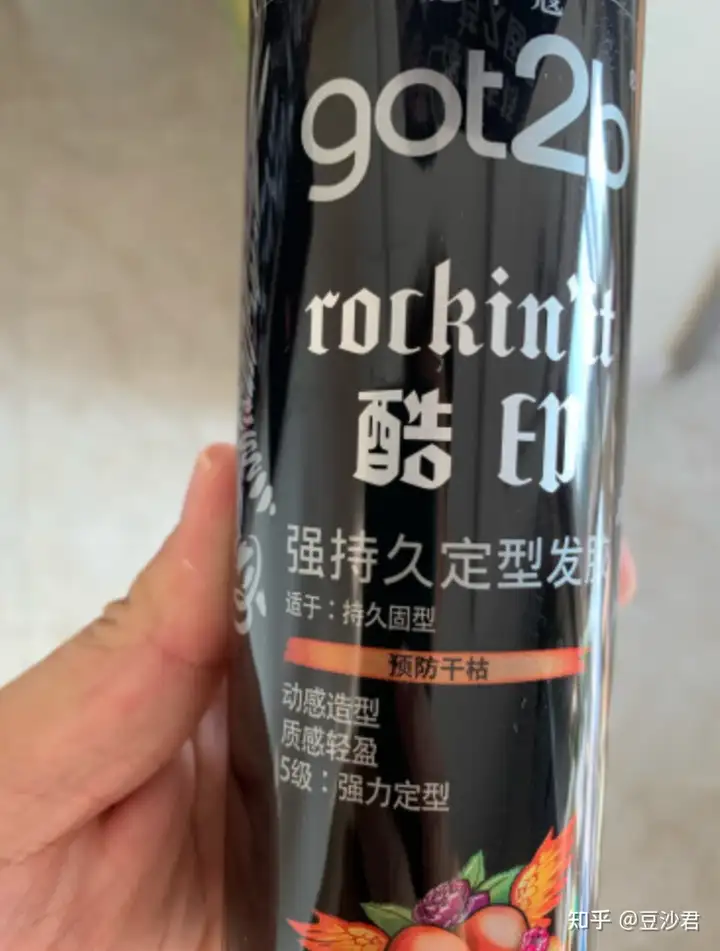 got2b
rockin'it
酷印
强持久定型发胶
适于：持久固型
预防干枯
动感造型
质感轻盈
5级：强力定型
知乎 @豆沙君